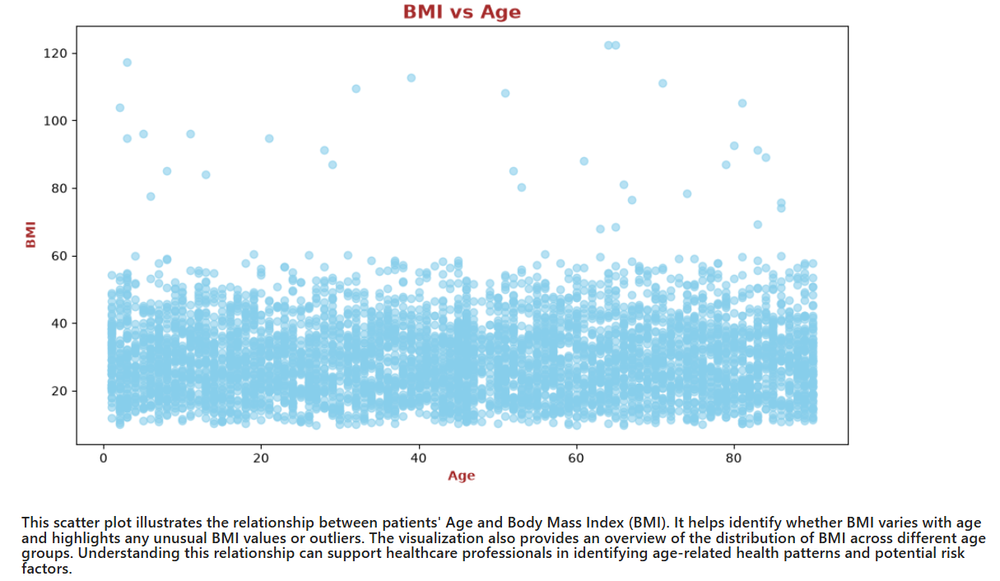 BMI vs Age
120
100
80
60
40
20
BMI
0 20 40 60 80
Age
This scatter plot illustrates the relationship between patients' Age and Body Mass Index (BMI). It helps identify whether BMI varies with age
and highlights any unusual BMI values or outliers. The visualization also provides an overview of the distribution of BMI across different age
groups. Understanding this relationship can support healthcare professionals in identifying age-related health patterns and potential risk
factors.